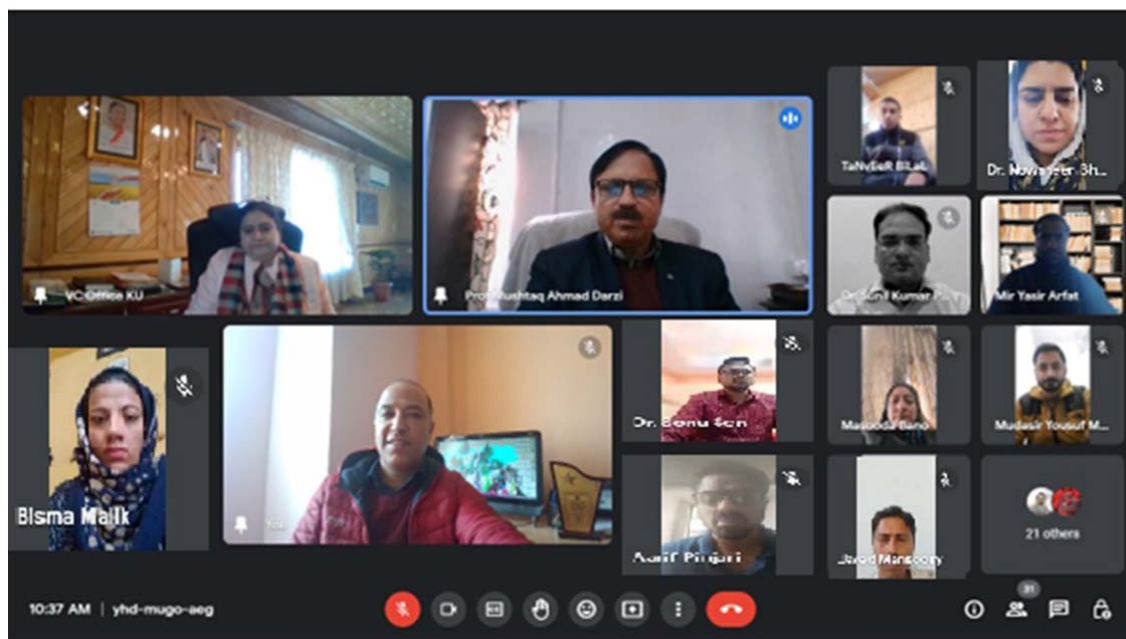 VC Office KU
Prof Mushtaq Ahmad Darzi
TaNvEeR BiLaL
Dr. Nowsheen Sh...
Dr. Sunil Kumar P...
Mir Yasir Arfat
Bisma Malik
You
Dr. Sonu Sen
Masooda Bano
Mudasir Yousuf M...
Aarif Pinjari
Javed Mansoory
21 others
10:37 AM | yhd-mugo-aeg
31